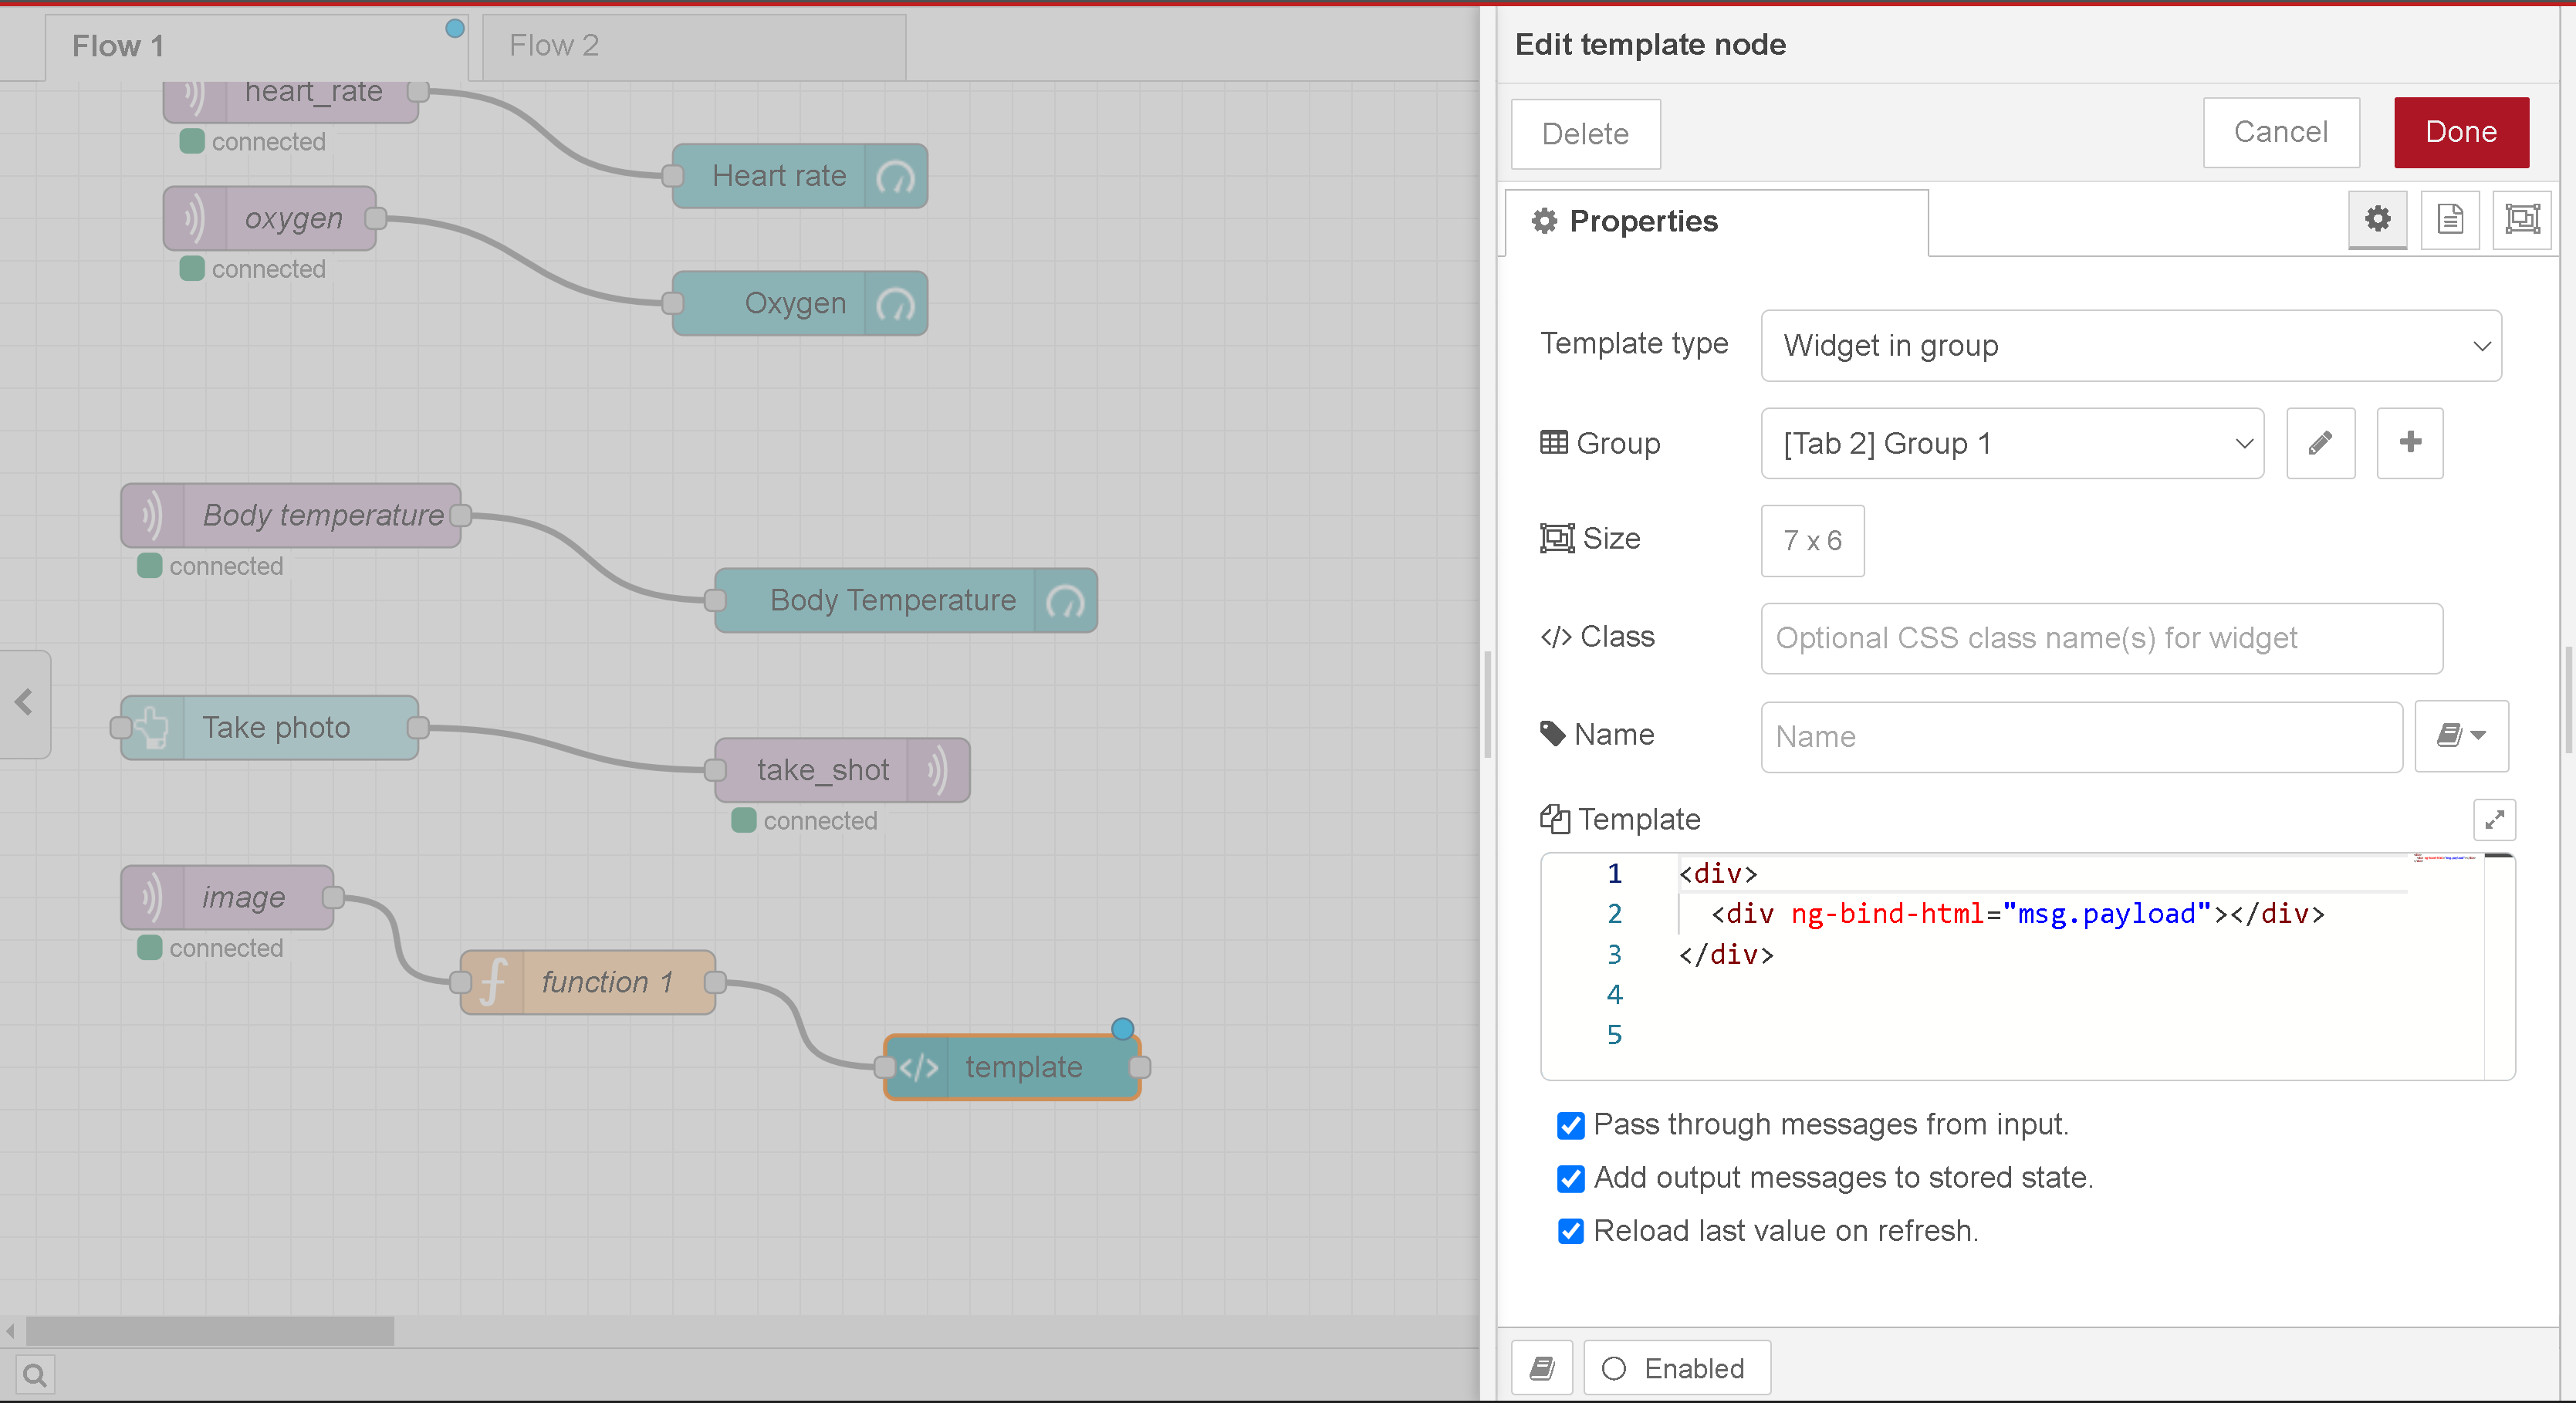 Flow 1
Flow 2
heart_rate
connected
Heart rate
oxygen
connected
Oxygen
Body temperature
connected
Body Temperature
Take photo
take_shot
connected
image
connected
function 1
template
Edit template node
Delete
Cancel
Done
Properties
Template type
Widget in group
Group
[Tab 2] Group 1
Size
7 x 6
</> Class
Optional CSS class name(s) for widget
Name
Name
Template
1 <div>
2 <div ng-bind-html="msg.payload"></div>
3 </div>
4
5
Pass through messages from input.
Add output messages to stored state.
Reload last value on refresh.
Enabled